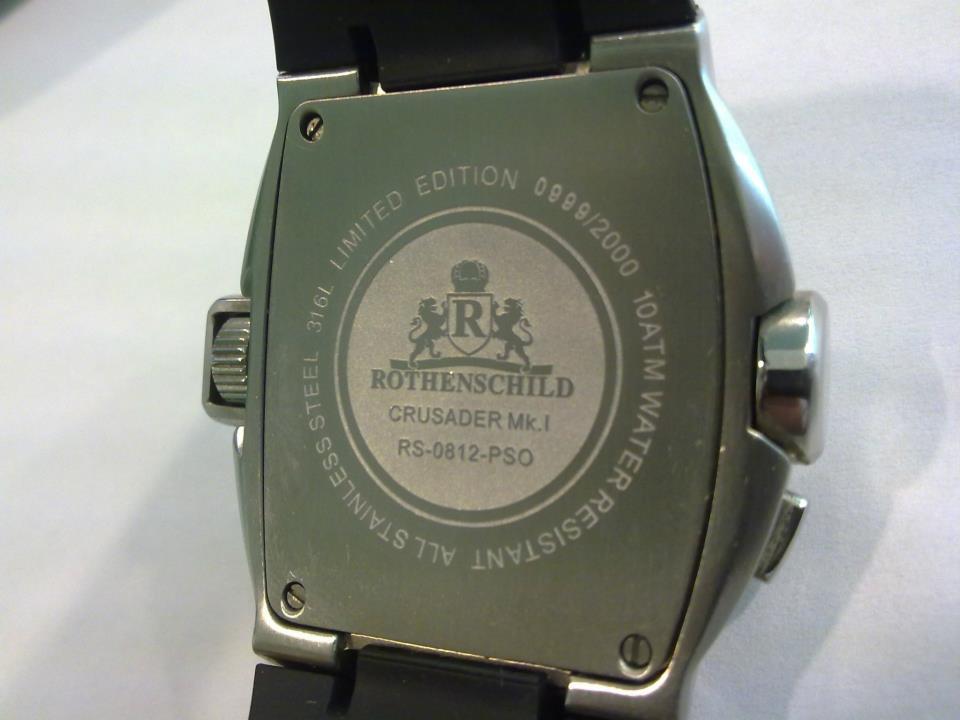 LIMITED EDITION 0999/2000 10ATM WATER RESISTANT ALL STAINLESS STEEL 316L
R
ROTHENSCHILD
CRUSADER Mk.I
RS-0812-PSO